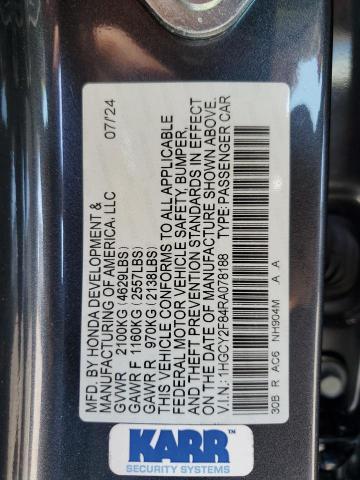 MFD. BY HONDA DEVELOPMENT &
MANUFACTURING OF AMERICA, LLC 07/'24
GVWR 2100KG(4629LBS)
GAWR F 1160KG(2557LBS)
GAWR R 970KG(2138LBS)
THIS VEHICLE CONFORMS TO ALL APPLICABLE
FEDERAL MOTOR VEHICLE SAFETY, BUMPER,
AND THEFT PREVENTION STANDARDS IN EFFECT
ON THE DATE OF MANUFACTURE SHOWN ABOVE.
V.I.N.: 1HGCY2F84RA078188 TYPE: PASSENGER CAR
30B R AC6 NH904M A A
KARR
SECURITY SYSTEMS